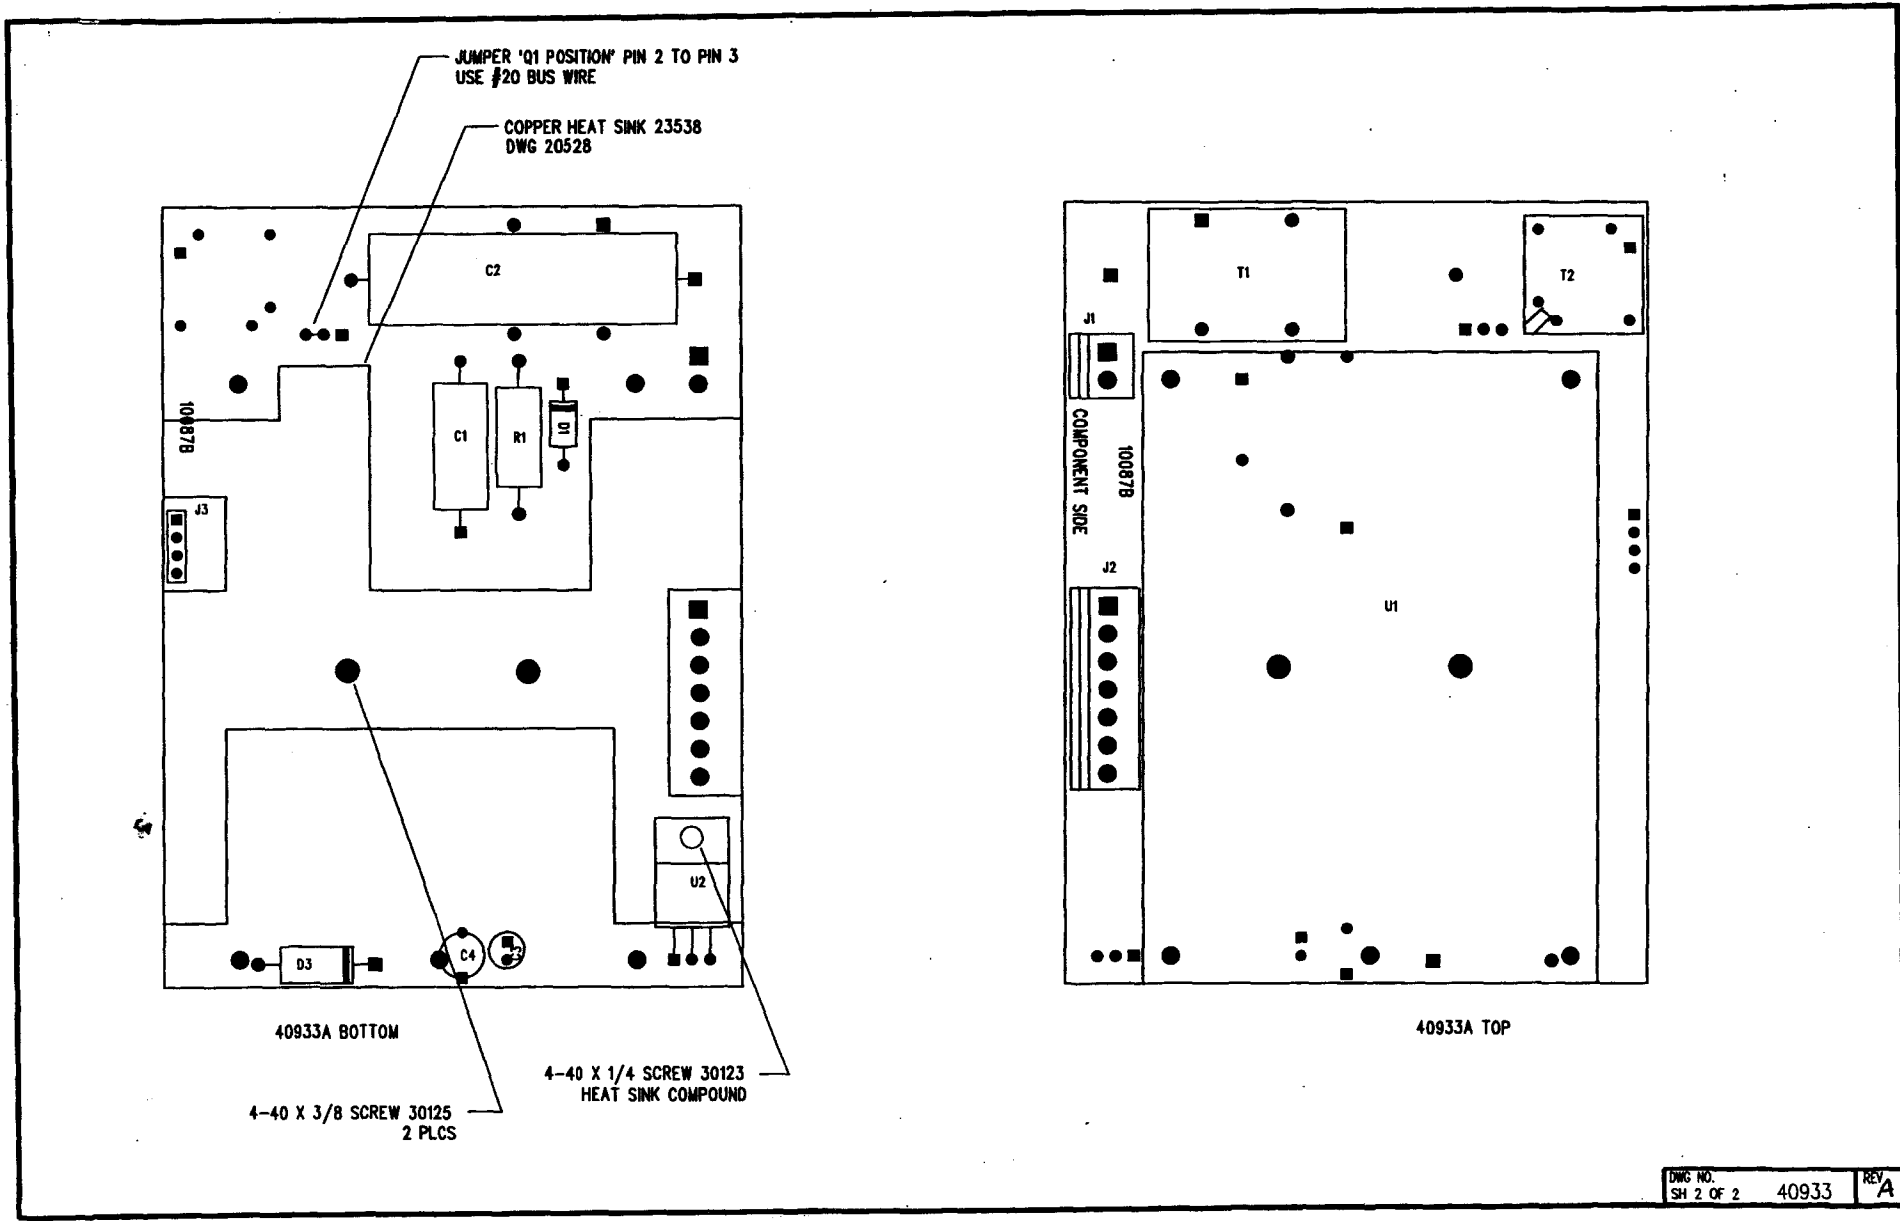 JUMPER 'Q1 POSITION' PIN 2 TO PIN 3
USE #20 BUS WIRE
COPPER HEAT SINK 23538
DWG 20528
C2
10087B
C1
R1
D1
J3
U2
D3
C4
40933A BOTTOM
4-40 X 1/4 SCREW 30123
HEAT SINK COMPOUND
4-40 X 3/8 SCREW 30125
2 PLCS
T1
T2
J1
COMPONENT SIDE
10087B
J2
U1
40933A TOP
DWG NO.
SH 2 OF 2 40933
REV
A